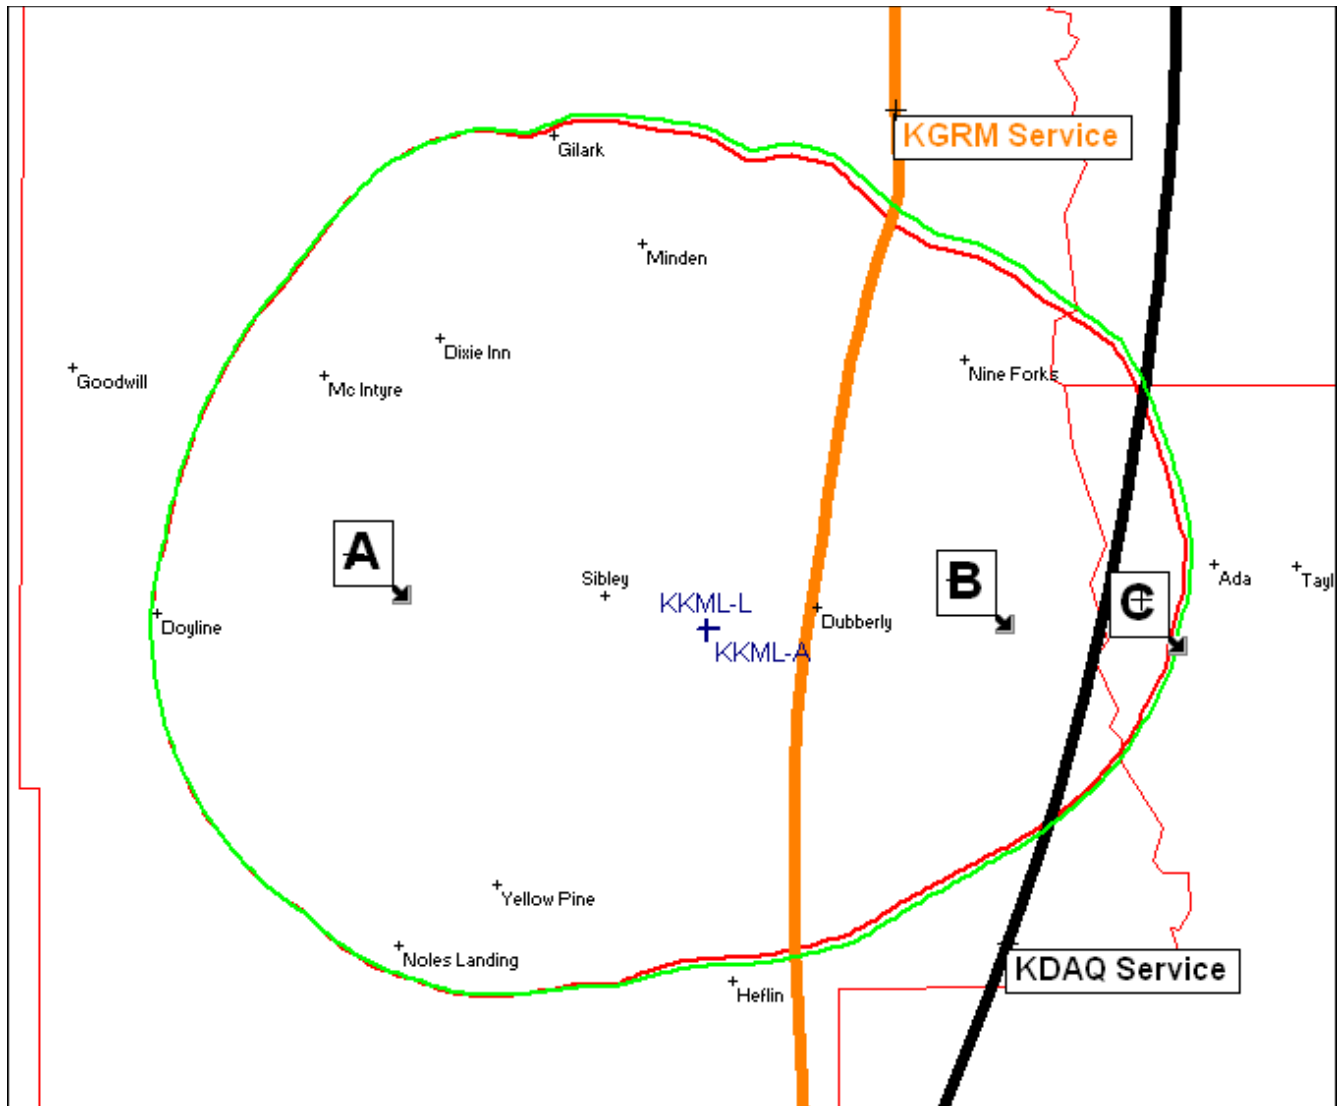 KGRM Service
Gilark
Minden
Dixie Inn
Goodwill
Mc Intyre
Nine Forks
A
B
C
Sibley
Ada
Tayl
KKML-L
Doyline
Dubberly
KKML-A
Yellow Pine
Noles Landing
KDAQ Service
Heflin